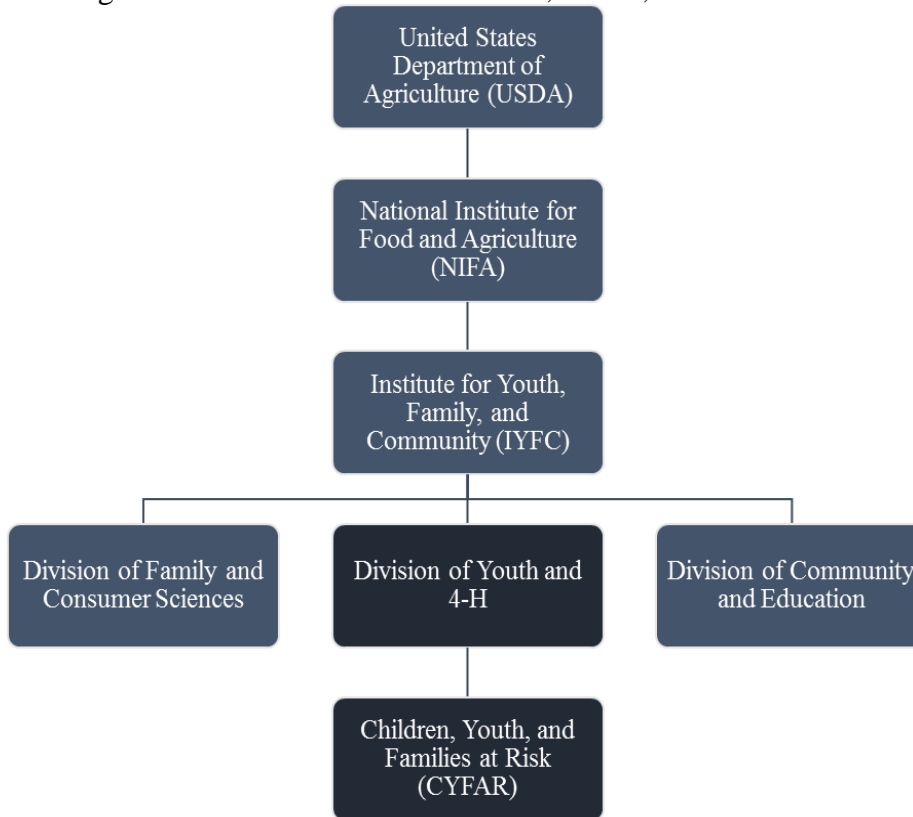 United States
Department of
Agriculture (USDA)
National Institute for
Food and Agriculture
(NIFA)
Institute for Youth,
Family, and
Community (IYFC)
Division of Family and
Consumer Sciences
Division of Youth and
4-H
Division of Community
and Education
Children, Youth, and
Families at Risk
(CYFAR)